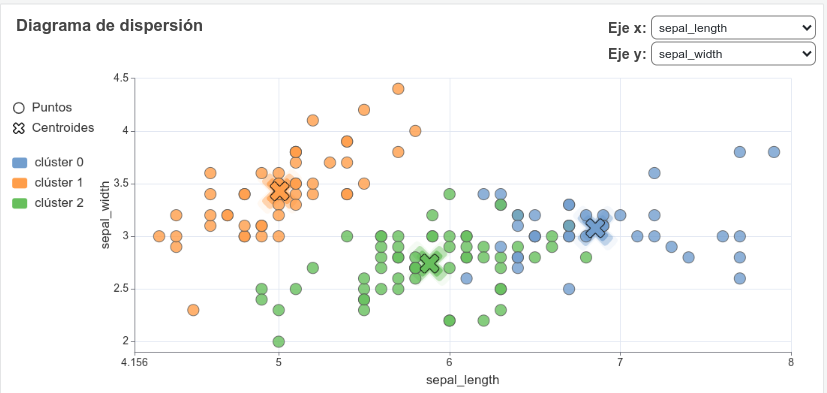 Diagrama de dispersión
Eje x: sepal_length
Eje y: sepal_width
Puntos
Centroides
clúster 0
clúster 1
clúster 2
sepal_width
4.5
4
3.5
3
2.5
2
4.156 5 6 7 8
sepal_length